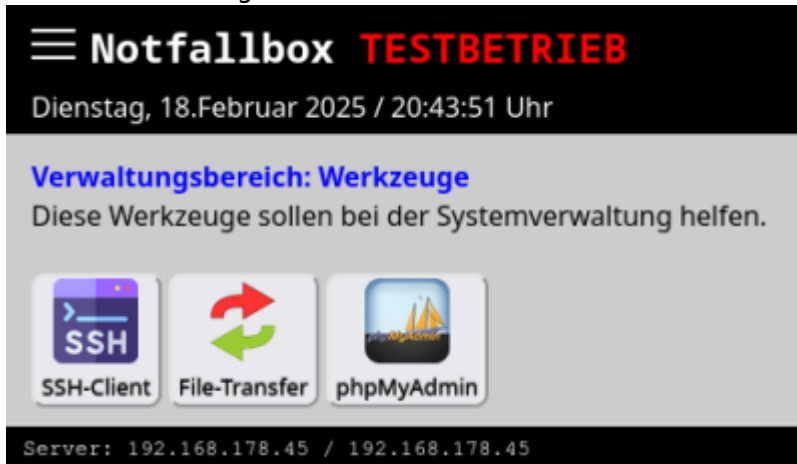 Notfallbox TESTBETRIEB
Dienstag, 18.Februar 2025 / 20:43:51 Uhr
Verwaltungsbereich: Werkzeuge
Diese Werkzeuge sollen bei der Systemverwaltung helfen.
>_
SSH
phpMyAdmin
SSH-Client File-Transfer phpMyAdmin
Server: 192.168.178.45 / 192.168.178.45